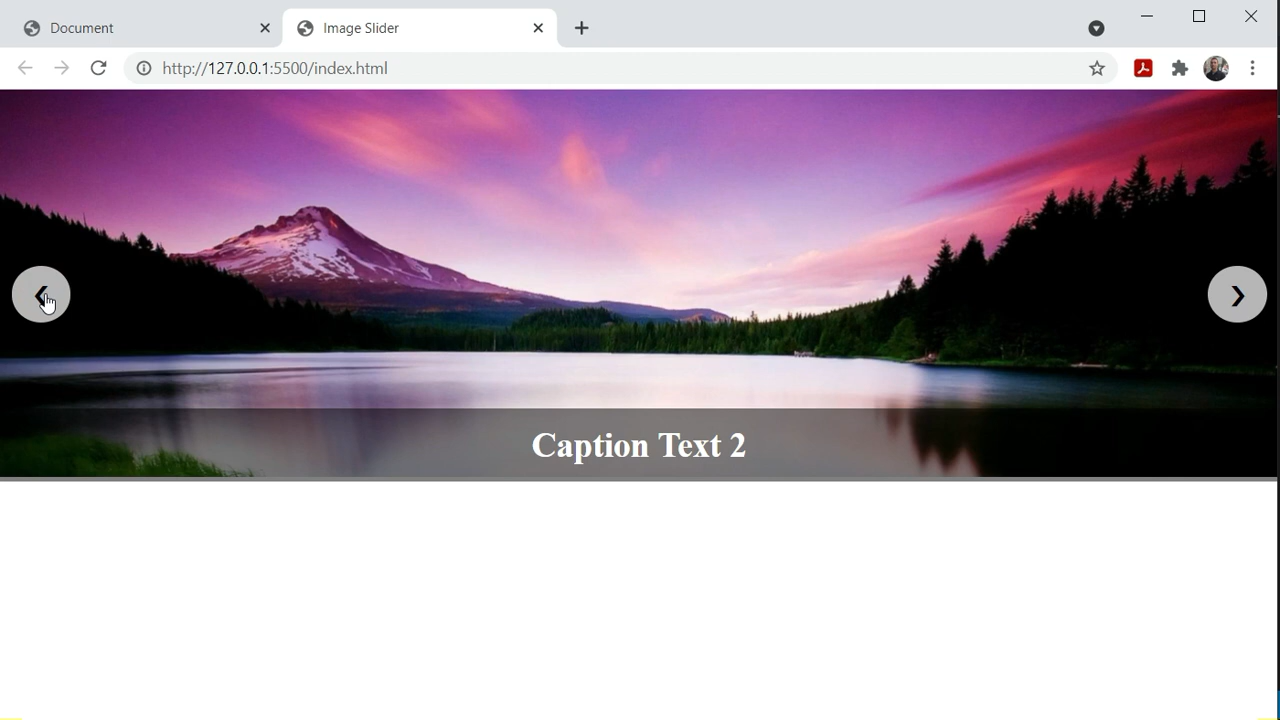 Document
Image Slider
http://127.0.0.1:5500/index.html
Caption Text 2